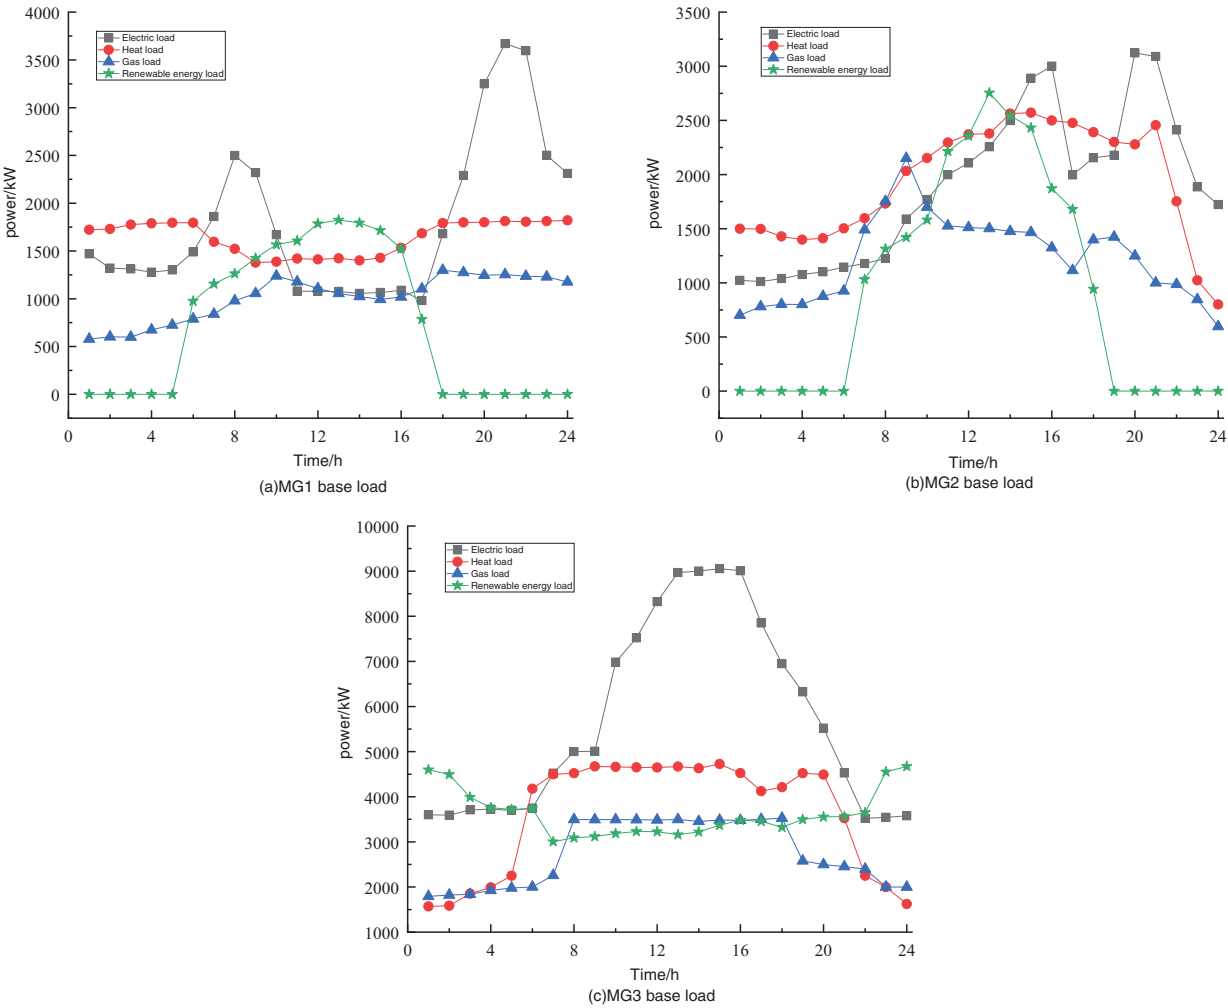 4000
3500
3000
2500
2000
1500
1000
500
0
power/kW
Electric load
Heat load
Gas load
Renewable energy load
0 4 8 12 16 20 24
Time/h
(a)MG1 base load
3500
3000
2500
2000
1500
1000
500
0
power/kW
Electric load
Heat load
Gas load
Renewable energy load
0 4 8 12 16 20 24
Time/h
(b)MG2 base load
10000
9000
8000
7000
6000
5000
4000
3000
2000
1000
power/kW
Electric load
Heat load
Gas load
Renewable energy load
0 4 8 12 16 20 24
Time/h
(c)MG3 base load